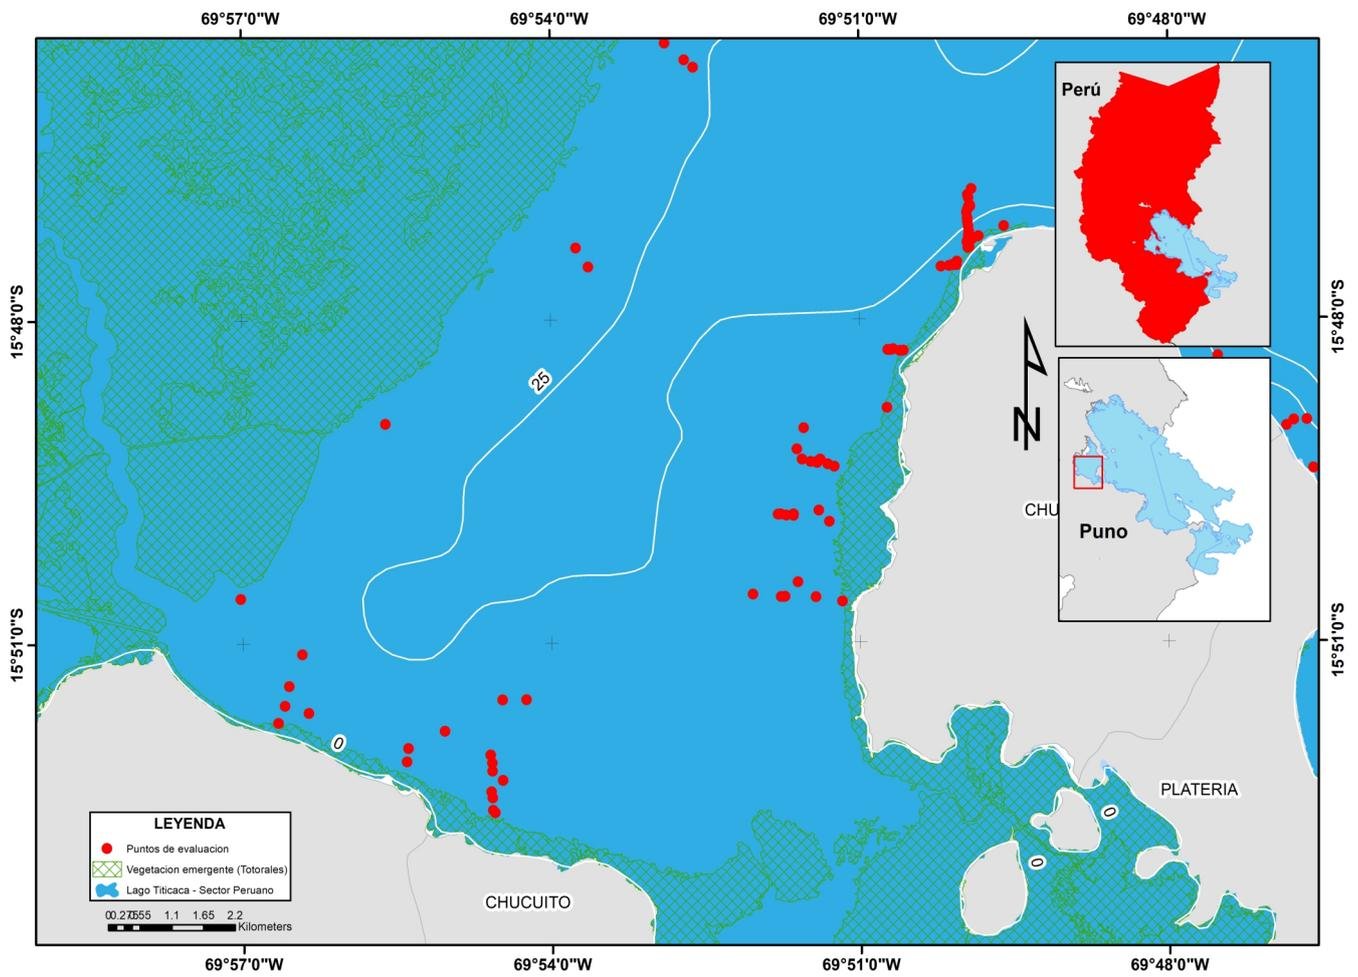 69°57'0"W 69°54'0"W 69°51'0"W 69°48'0"W
Perú
15°48'0"S
15°48'0"S
25
N
CHU
Puno
15°51'0"S
15°51'0"S
0
PLATERIA
0
0
LEYENDA
Puntos de evaluacion
Vegetacion emergente (Totorales)
Lago Titicaca - Sector Peruano
CHUCUITO
1.1 1.65 2.2
Kilometers
69°57'0"W 69°54'0"W 69°51'0"W 69°48'0"W